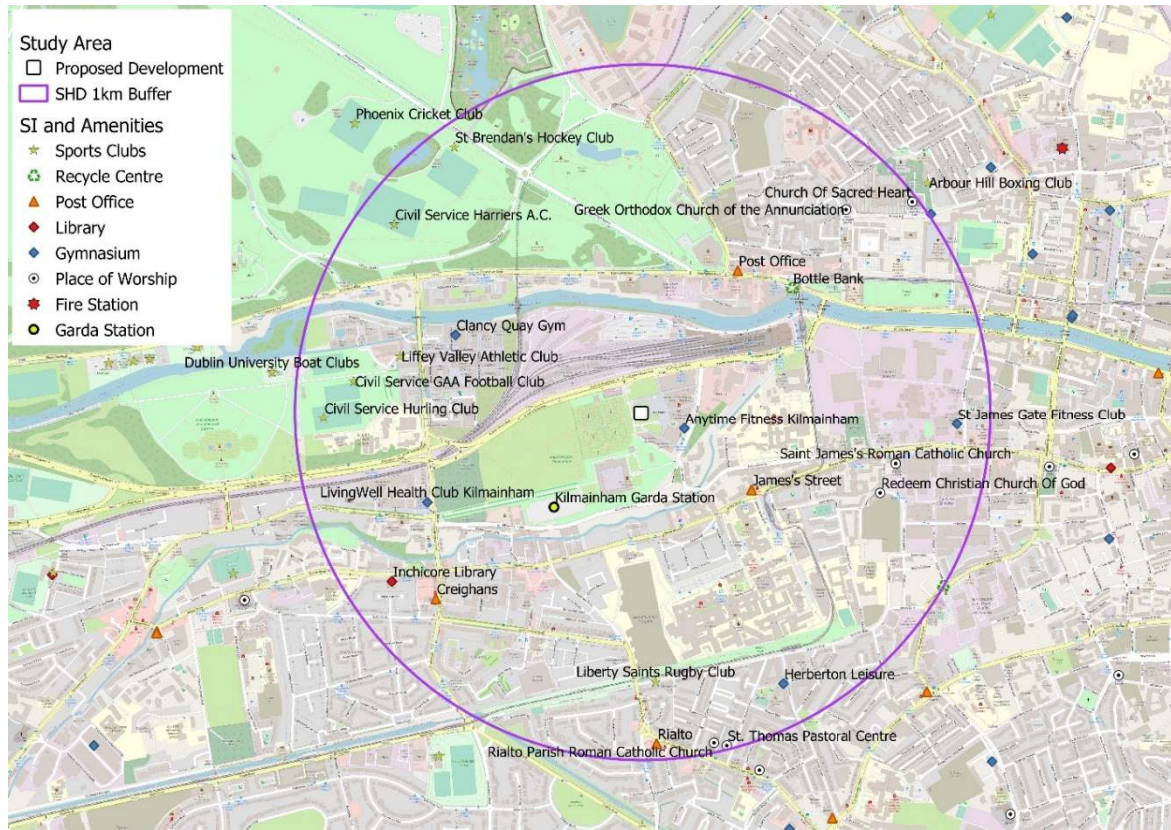 Study Area
Proposed Development
SHD 1km Buffer
SI and Amenities
Sports Clubs
Recycle Centre
Post Office
Library
Gymnasium
Place of Worship
Fire Station
Garda Station
Phoenix Cricket Club
St Brendan's Hockey Club
Arbour Hill Boxing Club
Church Of Sacred Heart
Greek Orthodox Church of the Annunciation
Civil Service Harriers A.C.
Post Office
Bottle Bank
Clancy Quay Gym
Liffey Valley Athletic Club
Dublin University Boat Clubs
Civil Service GAA Football Club
Civil Service Hurling Club
Anytime Fitness Kilmainham
St James Gate Fitness Club
Saint James's Roman Catholic Church
James's Street
Redeem Christian Church Of God
LivingWell Health Club Kilmainham
Kilmainham Garda Station
Inchicore Library
Creighans
Liberty Saints Rugby Club
Herberton Leisure
Rialto
St. Thomas Pastoral Centre
Rialto Parish Roman Catholic Church